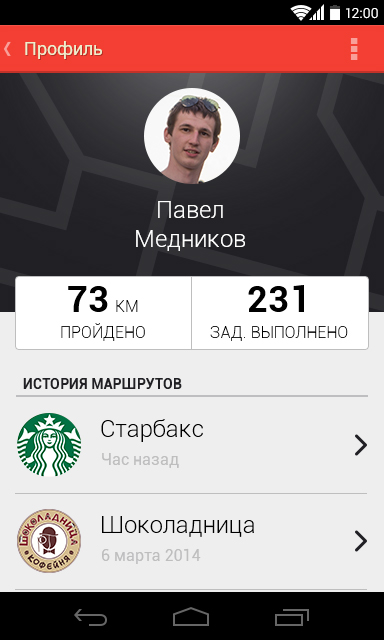 12:00
Профиль
Павел
Медников
73 КМ
ПРОЙДЕНО
231
ЗАД. ВЫПОЛНЕНО
ИСТОРИЯ МАРШРУТОВ
Старбакс
Час назад
ШОКОЛАДНИЦА
КОФЕЙНЯ
Шоколадница
6 марта 2014